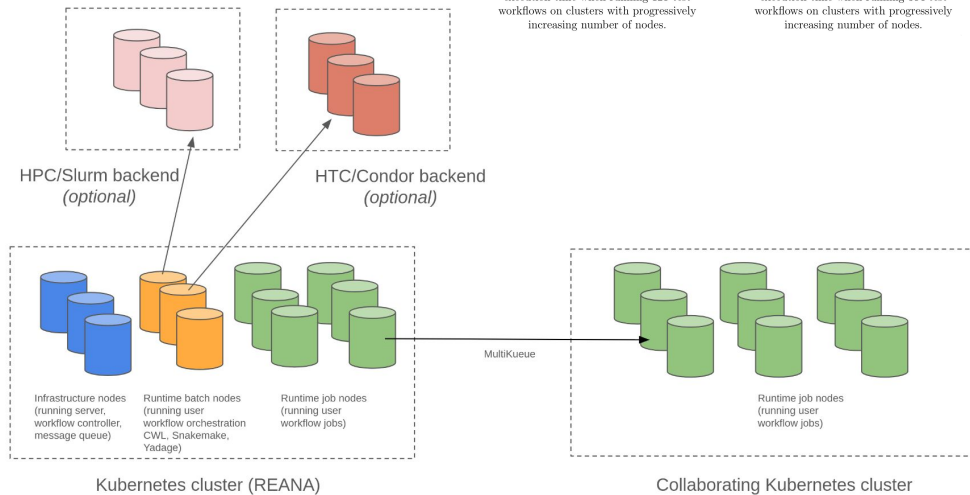 workflows on clusters with progressively
increasing number of nodes.
workflows on clusters with progressively
increasing number of nodes.
HPC/Slurm backend
(optional)
HTC/Condor backend
(optional)
MultiKueue
Infrastructure nodes
(running server,
workflow controller,
message queue)
Runtime batch nodes
(running user
workflow orchestration
CWL, Snakemake,
Yadage)
Runtime job nodes
(running user
workflow jobs)
Runtime job nodes
(running user
workflow jobs)
Kubernetes cluster (REANA)
Collaborating Kubernetes cluster